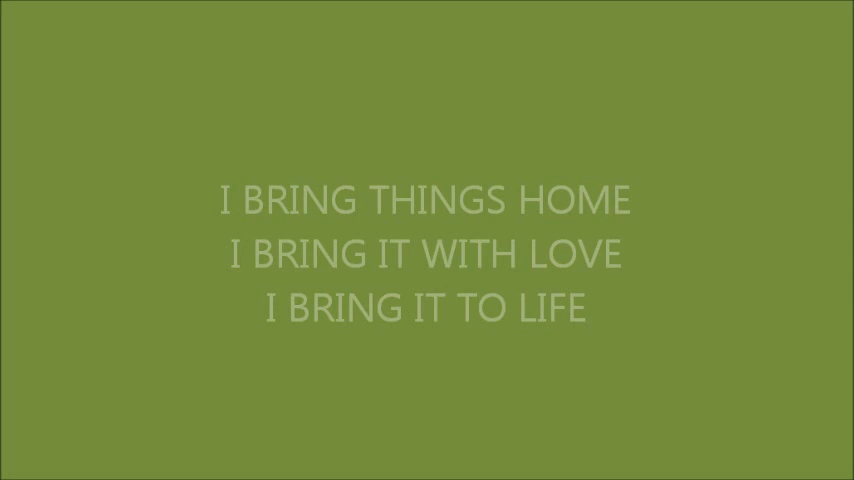 I BRING THINGS HOME
I BRING IT WITH LOVE
I BRING IT TO LIFE